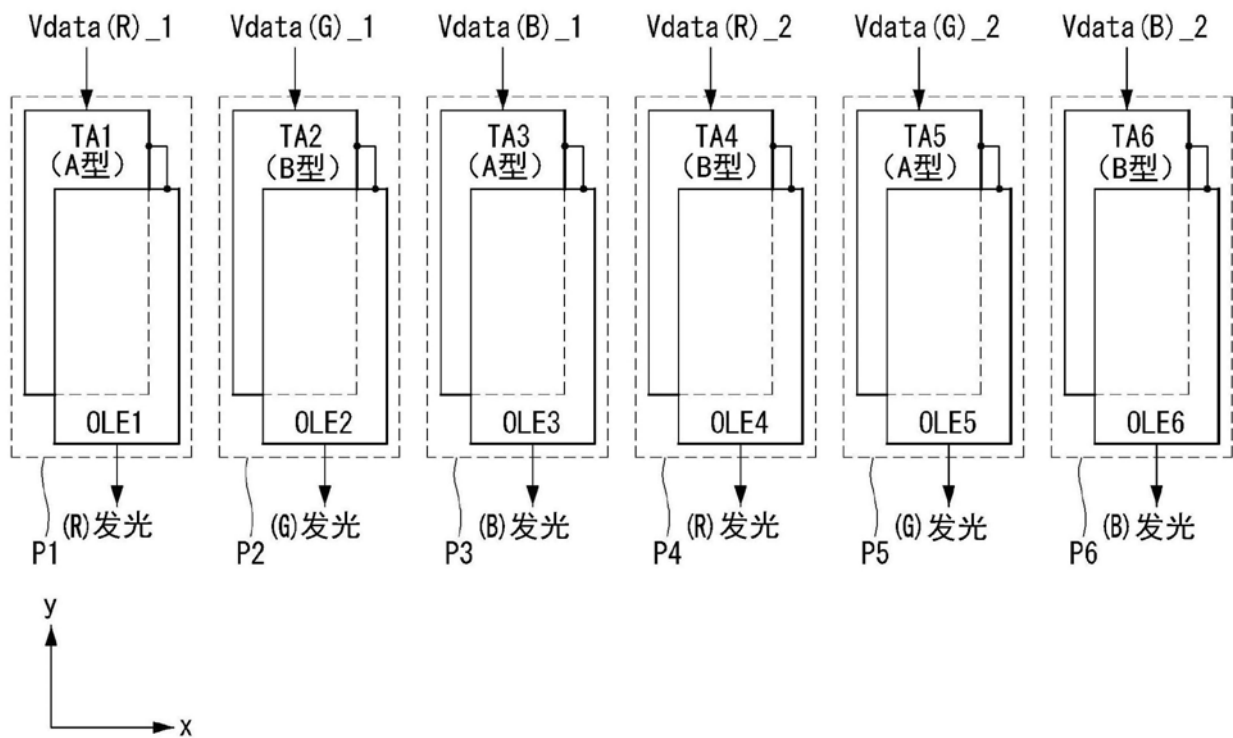 Vdata(R)_1 Vdata(G)_1 Vdata(B)_1 Vdata(R)_2 Vdata(G)_2 Vdata(B)_2
TA1 TA2 TA3 TA4 TA5 TA6
(A型) (B型) (A型) (B型) (A型) (B型)
OLE1 OLE2 OLE3 OLE4 OLE5 OLE6
(R)发光 (G)发光 (B)发光 (R)发光 (G)发光 (B)发光
P1 P2 P3 P4 P5 P6
y
x